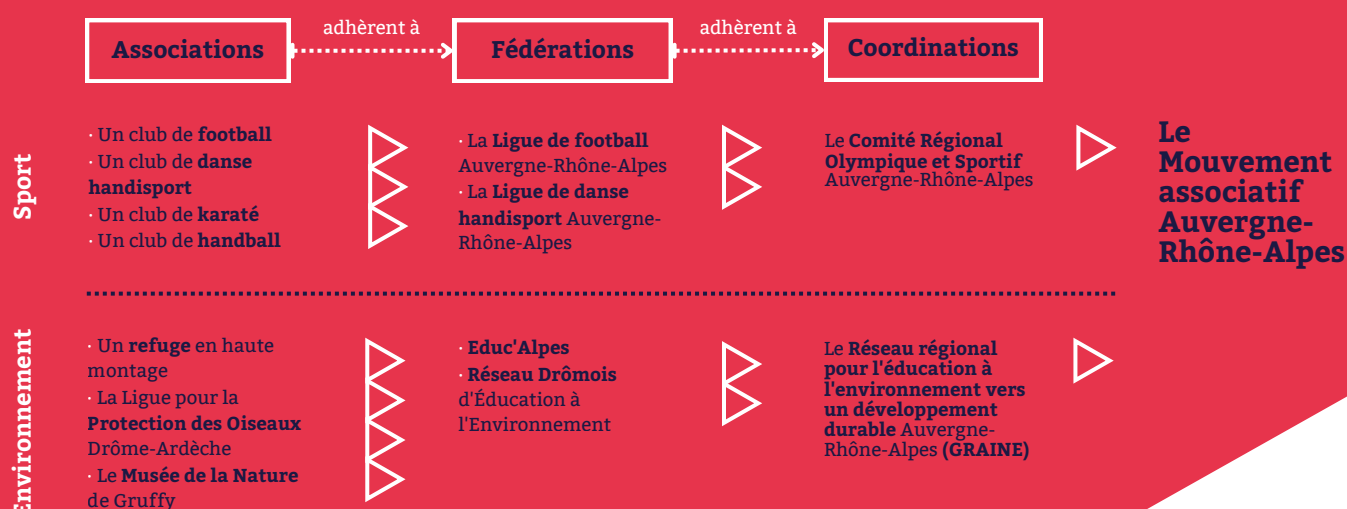 Associations
adhèrent à
Fédérations
adhèrent à
Coordinations
Sport
· Un club de football
· Un club de danse
handisport
· Un club de karaté
· Un club de handball
· La Ligue de football
Auvergne-Rhône-Alpes
· La Ligue de danse
handisport Auvergne-
Rhône-Alpes
Le Comité Régional
Olympique et Sportif
Auvergne-Rhône-Alpes
Le
Mouvement
associatif
Auvergne-
Rhône-Alpes
Environnement
· Un refuge en haute
montage
· La Ligue pour la
Protection des Oiseaux
Drôme-Ardèche
· Le Musée de la Nature
de Gruffy
· Educ'Alpes
· Réseau Drômois
d'Éducation à
l'Environnement
Le Réseau régional
pour l'éducation à
l'environnement vers
un développement
durable Auvergne-
Rhône-Alpes (GRAINE)